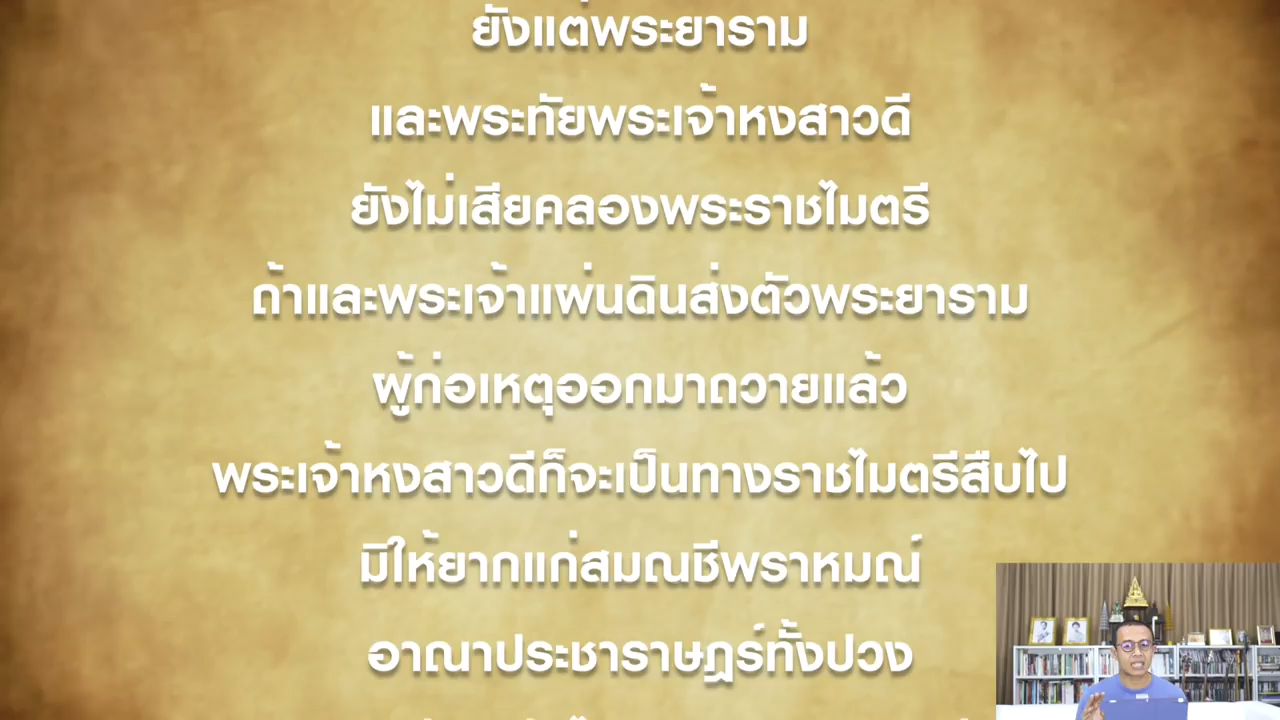 ยังแต่พระยาราม
และพระทัยพระเจ้าหงสาวดี
ยังไม่เสียคลองพระราชไมตรี
ถ้าและพระเจ้าแผ่นดินส่งตัวพระยาราม
ผู้ก่อเหตุออกมาถวายแล้ว
พระเจ้าหงสาวดีก็จะเป็นทางราชไมตรีสืบไป
มิให้ยากแก่สมณชีพราหมณ์
อาณาประชาราษฎร์ทั้งปวง